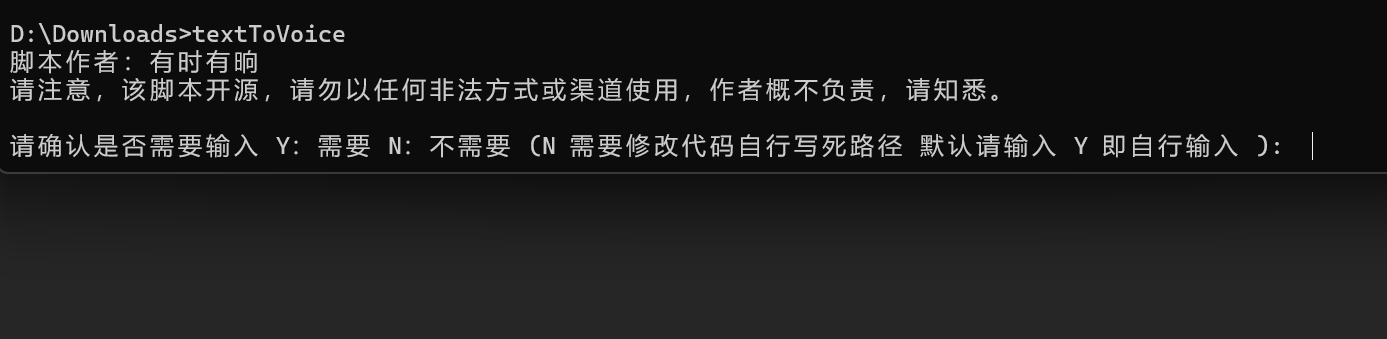 D:\Downloads>textToVoice
脚本作者：有时有晌
请注意，该脚本开源，请勿以任何非法方式或渠道使用，作者概不负责，请知悉。
请确认是否需要输入 Y：需要 N：不需要 (N 需要修改代码自行写死路径 默认请输入 Y 即自行输入 )：